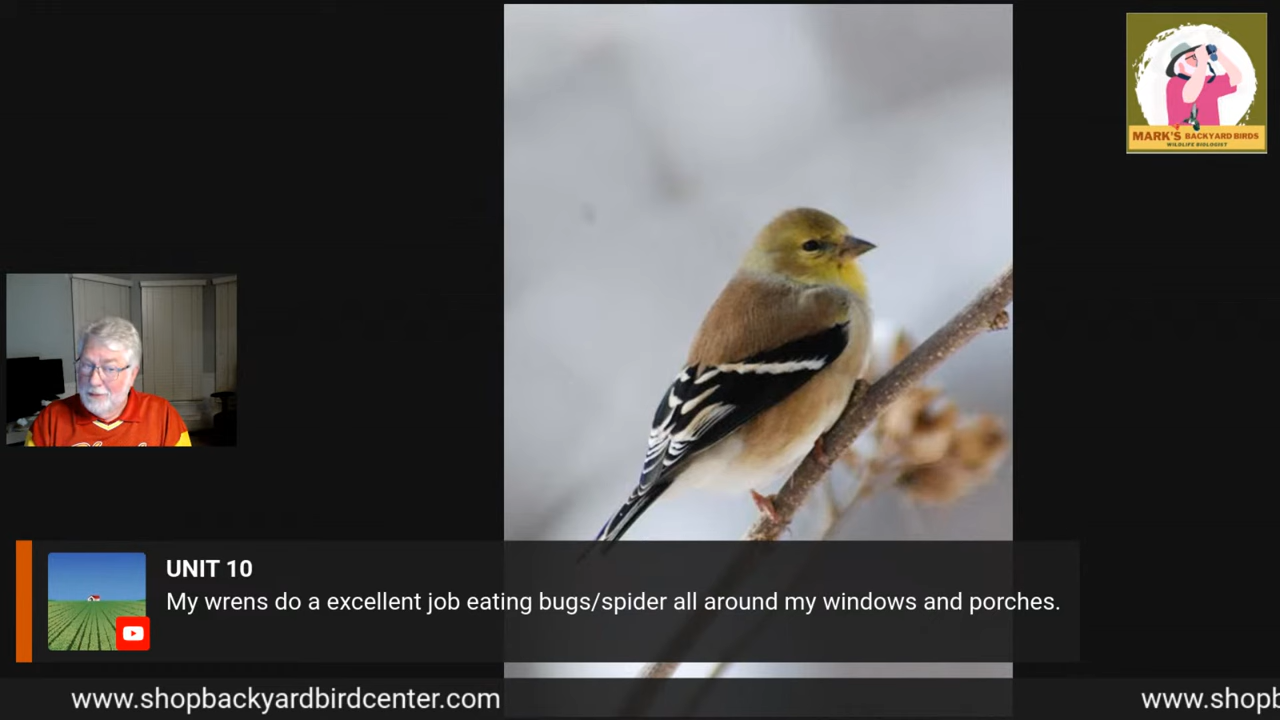 MARK'S BACKYARD BIRDS
WILDLIFE BIOLOGIST
UNIT 10
My wrens do a excellent job eating bugs/spider all around my windows and porches.
www.shopbackyardbirdcenter.com
www.shopb